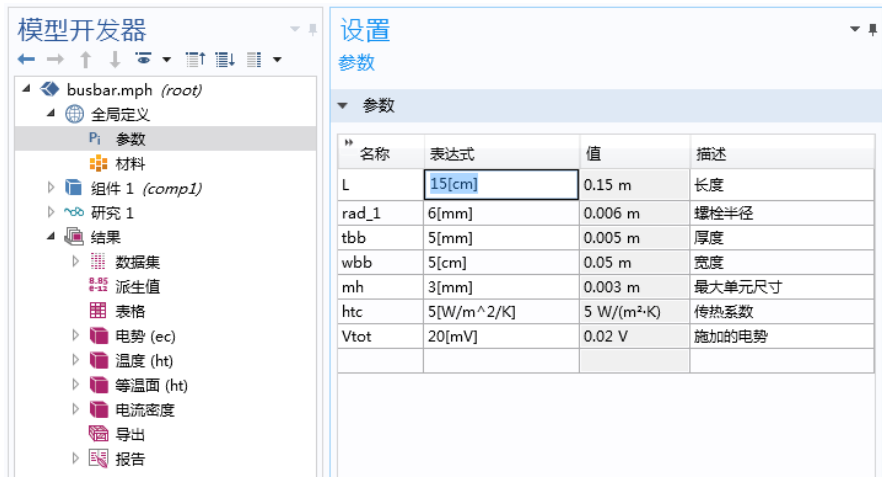 模型开发器
busbar.mph (root)
全局定义
Pi 参数
材料
组件 1 (comp1)
研究 1
结果
数据集
8.85
e-12 派生值
表格
电势 (ec)
温度 (ht)
等温面 (ht)
电流密度
导出
报告
设置
参数
参数
名称 表达式 值 描述
L 15[cm] 0.15 m 长度
rad_1 6[mm] 0.006 m 螺栓半径
tbb 5[mm] 0.005 m 厚度
wbb 5[cm] 0.05 m 宽度
mh 3[mm] 0.003 m 最大单元尺寸
htc 5[W/m^2/K] 5 W/(m²·K) 传热系数
Vtot 20[mV] 0.02 V 施加的电势